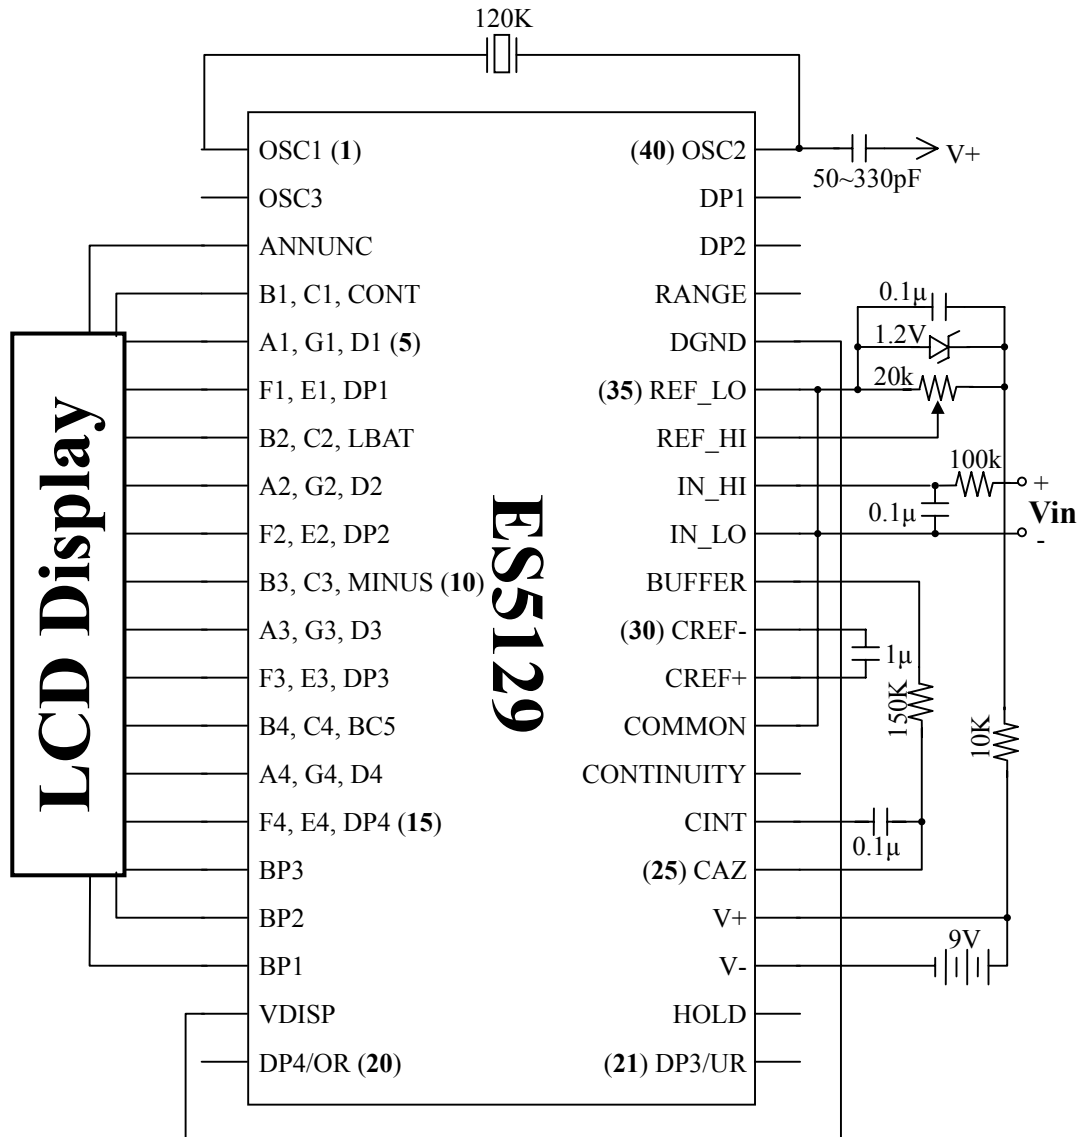 120K
OSC1 (1)
OSC3
ANNUNC
B1, C1, CONT
A1, G1, D1 (5)
F1, E1, DP1
B2, C2, LBAT
A2, G2, D2
F2, E2, DP2
B3, C3, MINUS (10)
A3, G3, D3
F3, E3, DP3
B4, C4, BC5
A4, G4, D4
F4, E4, DP4 (15)
BP3
BP2
BP1
VDISP
DP4/OR (20)
LCD Display
ES5129
(40) OSC2
DP1
DP2
RANGE
DGND
(35) REF_LO
REF_HI
IN_HI
IN_LO
BUFFER
(30) CREF-
CREF+
COMMON
CONTINUITY
CINT
(25) CAZ
V+
V-
HOLD
(21) DP3/UR
V+
50~330pF
0.1μ
1.2V
20k
100k
+
0.1μ
Vin
-
1μ
150K
10K
0.1μ
9V